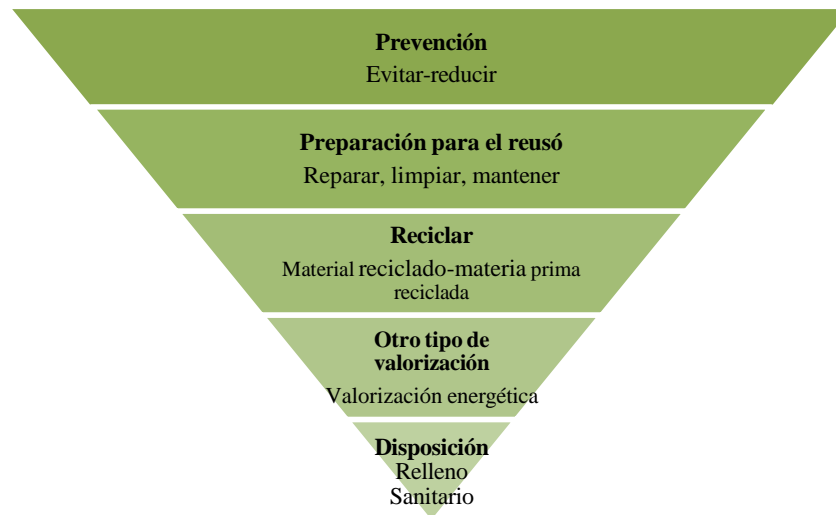 Prevención
Evitar-reducir
Preparación para el reusó
Reparar, limpiar, mantener
Reciclar
Material reciclado-materia prima
reciclada
Otro tipo de
valorización
Valorización energética
Disposición
Relleno
Sanitario